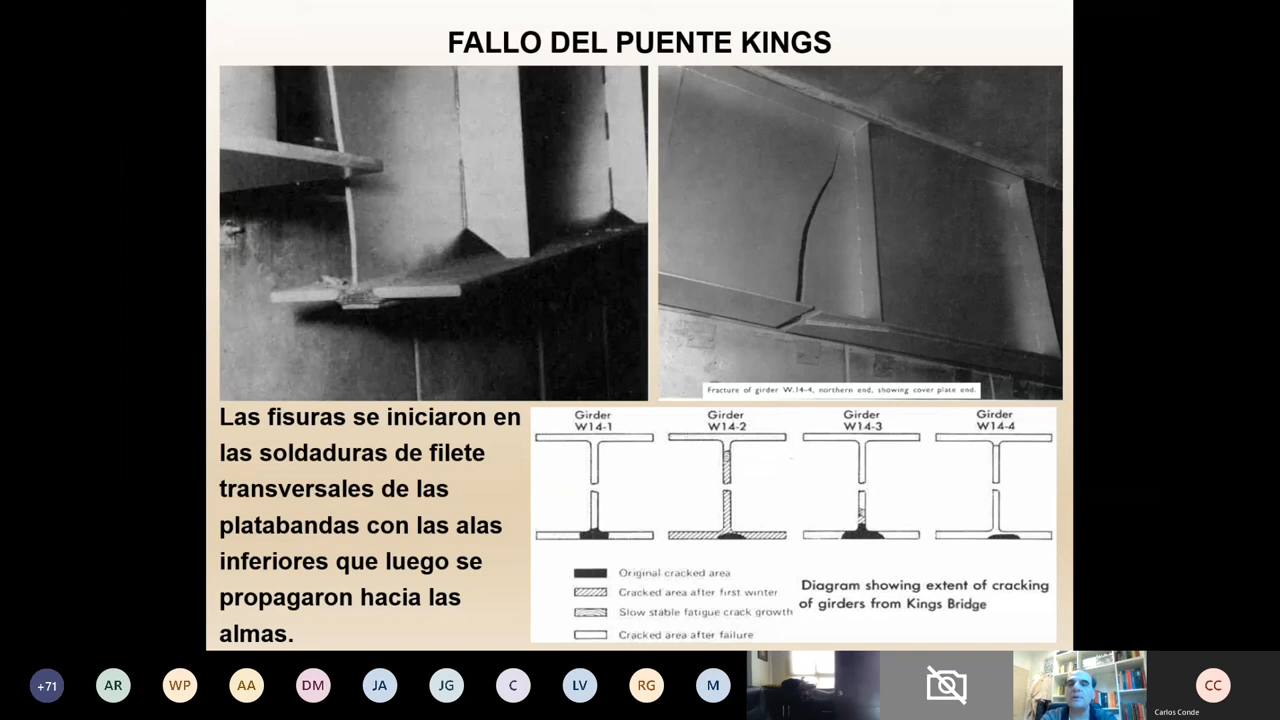 FALLO DEL PUENTE KINGS
Fracture of girder W.14-4, northern end, showing cover plate end.
Las fisuras se iniciaron en
las soldaduras de filete
transversales de las
platabandas con las alas
inferiores que luego se
propagaron hacia las
almas.
Girder
W14-1
Girder
W14-2
Girder
W14-3
Girder
W14-4
Original cracked area
Cracked area after first winter
Slow stable fatigue crack growth
Cracked area after failure
Diagram showing extent of cracking
of girders from Kings Bridge
+71
AR
WP
AA
DM
JA
JG
C
LV
RG
M
CC
Carlos Conde